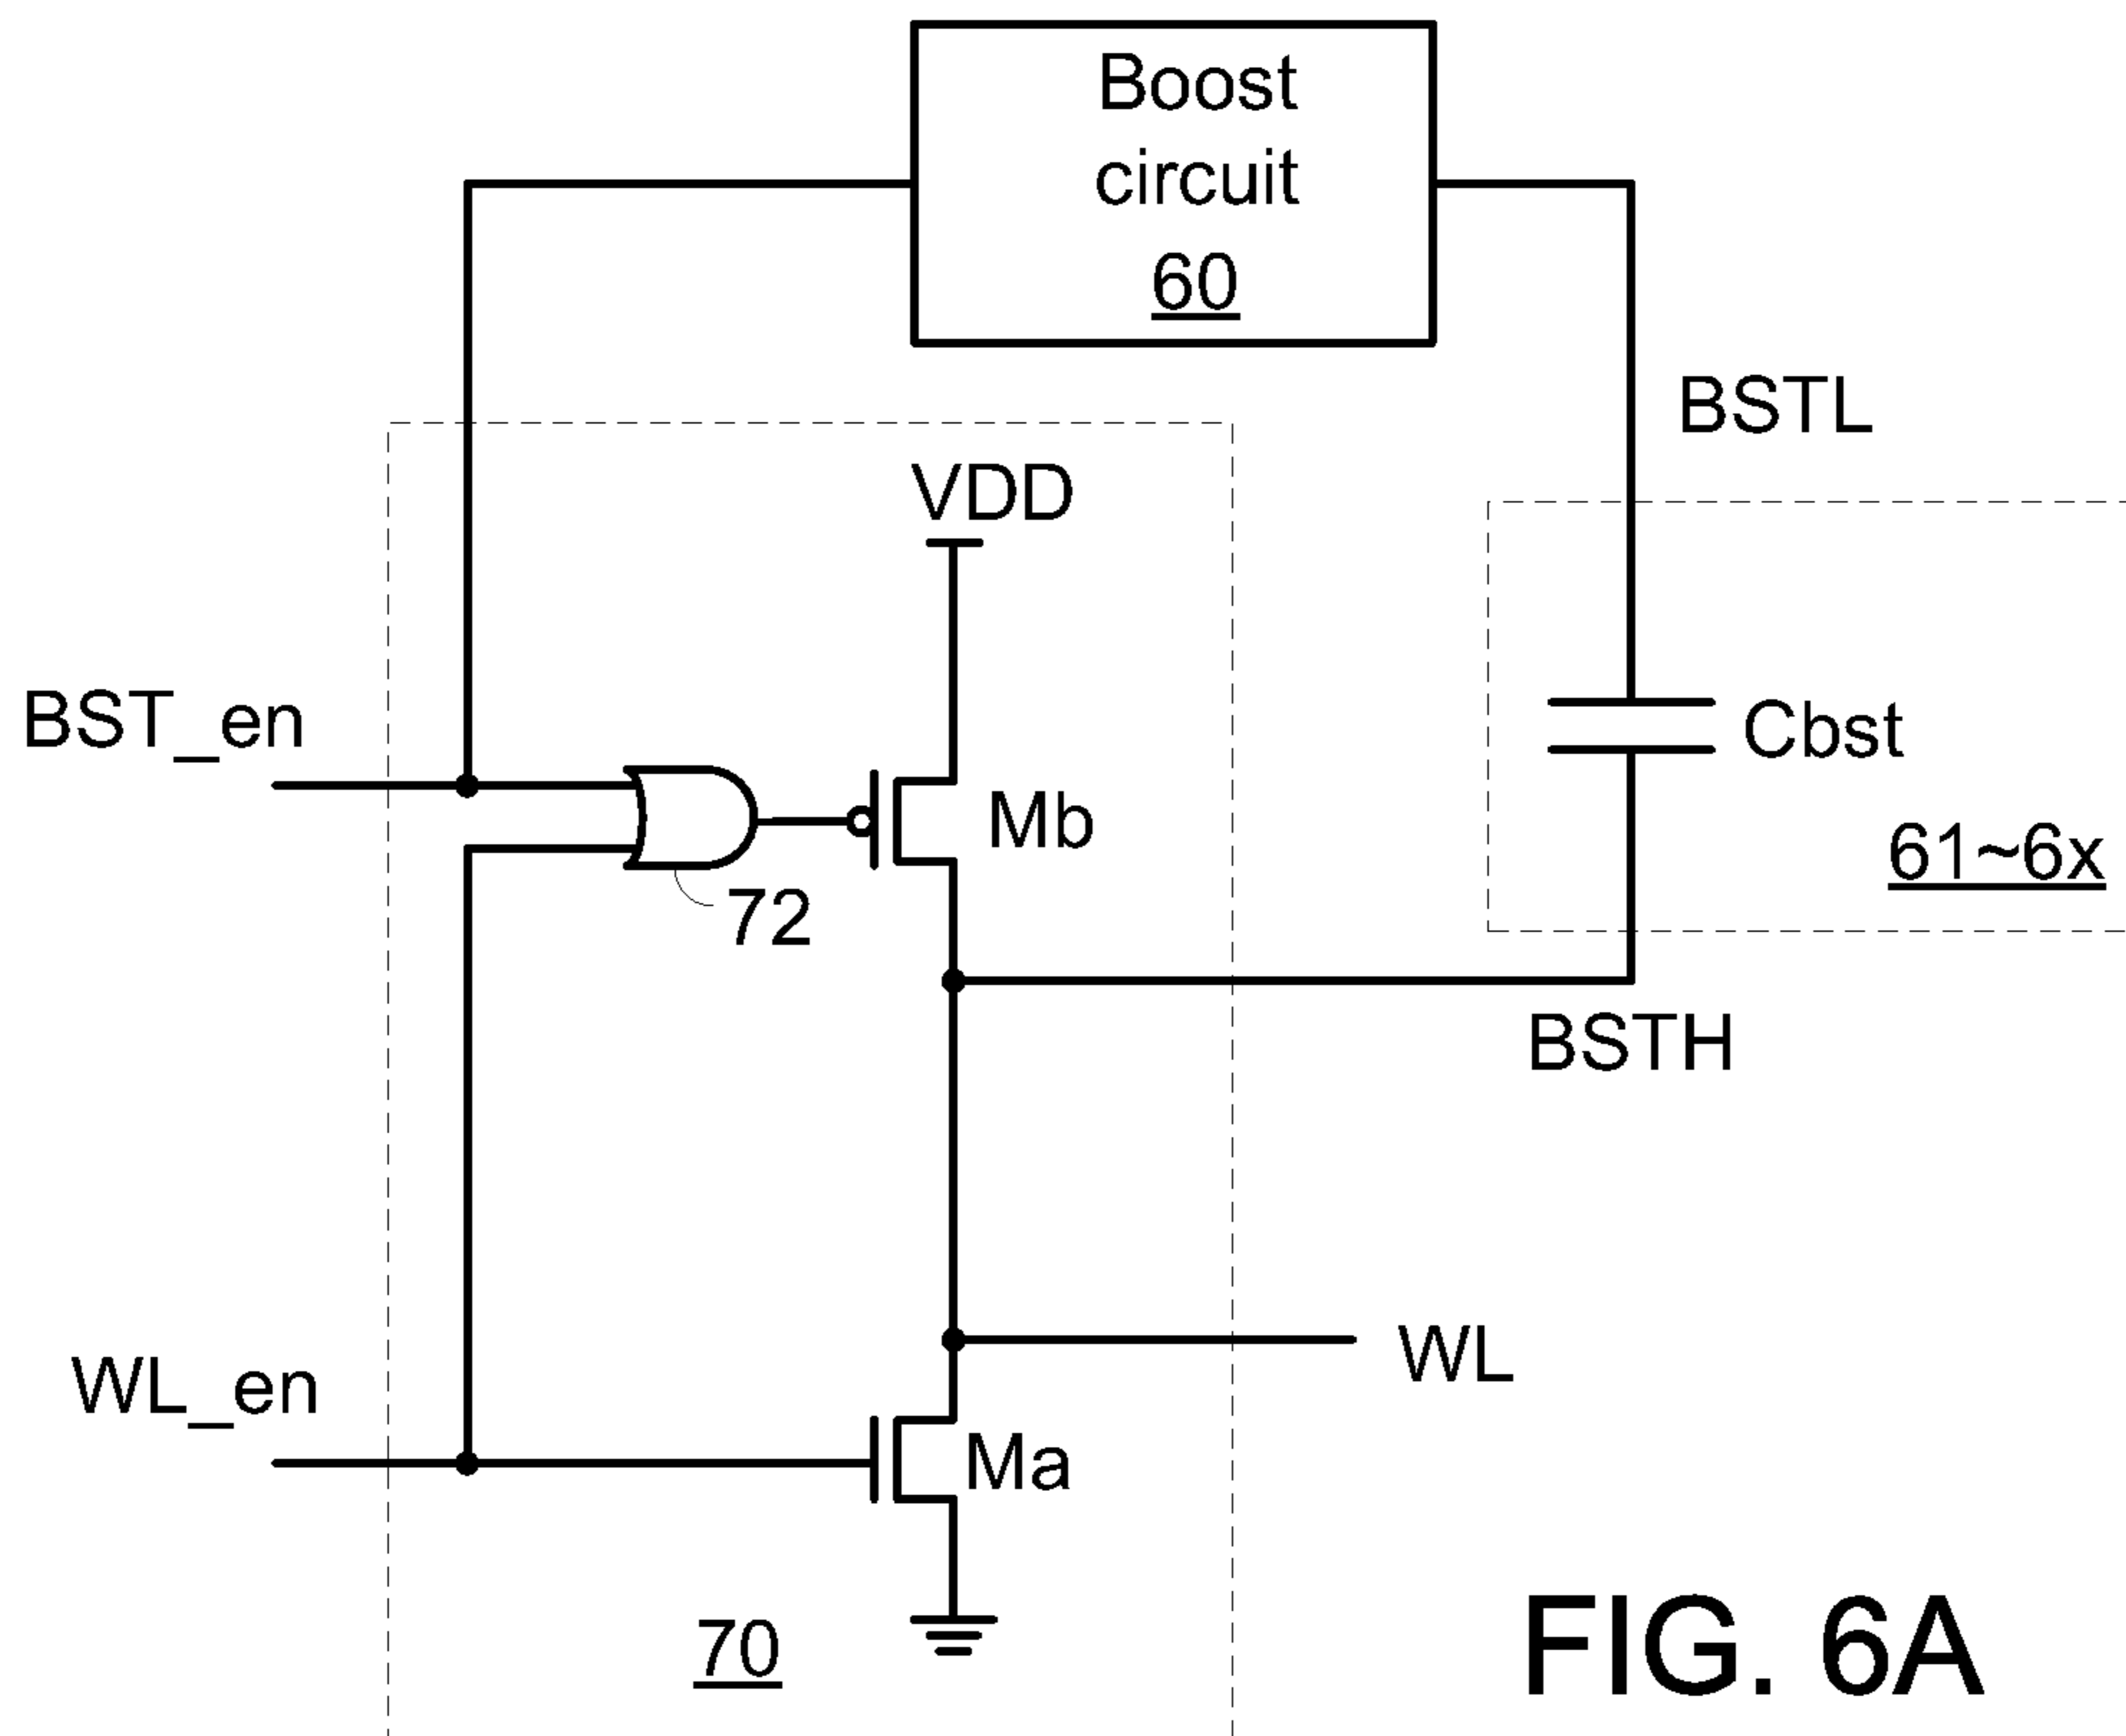 Boost
circuit
60
BSTL
VDD
BST_en
Mb
Cbst
72
61~6x
BSTH
WL_en
WL
Ma
70
FIG. 6A